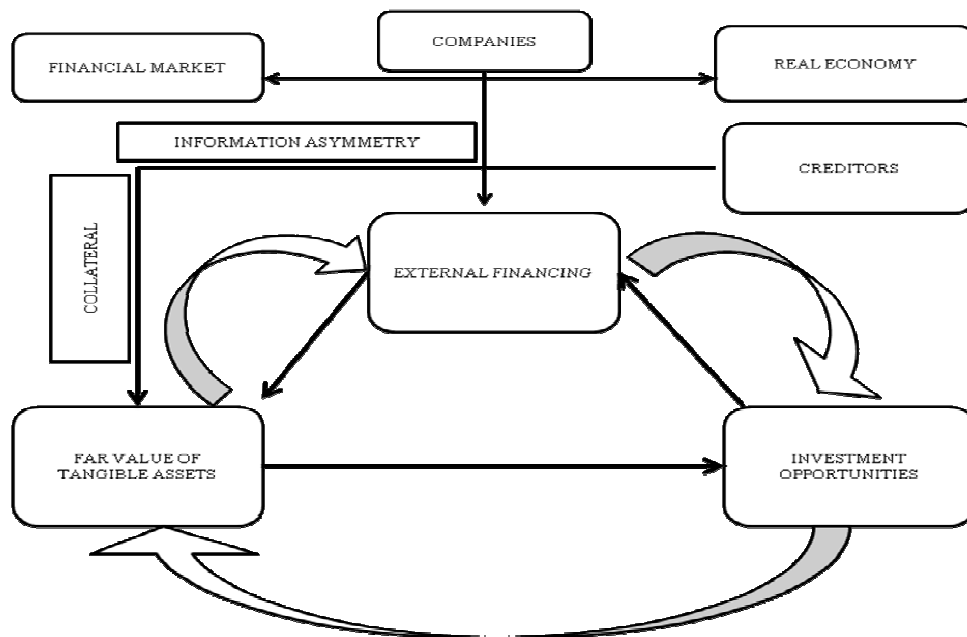 COMPANIES
FINANCIAL MARKET
REAL ECONOMY
INFORMATION ASYMMETRY
CREDITORS
COLLATERAL
EXTERNAL FINANCING
FAR VALUE OF
TANGIBLE ASSETS
INVESTMENT
OPPORTUNITIES